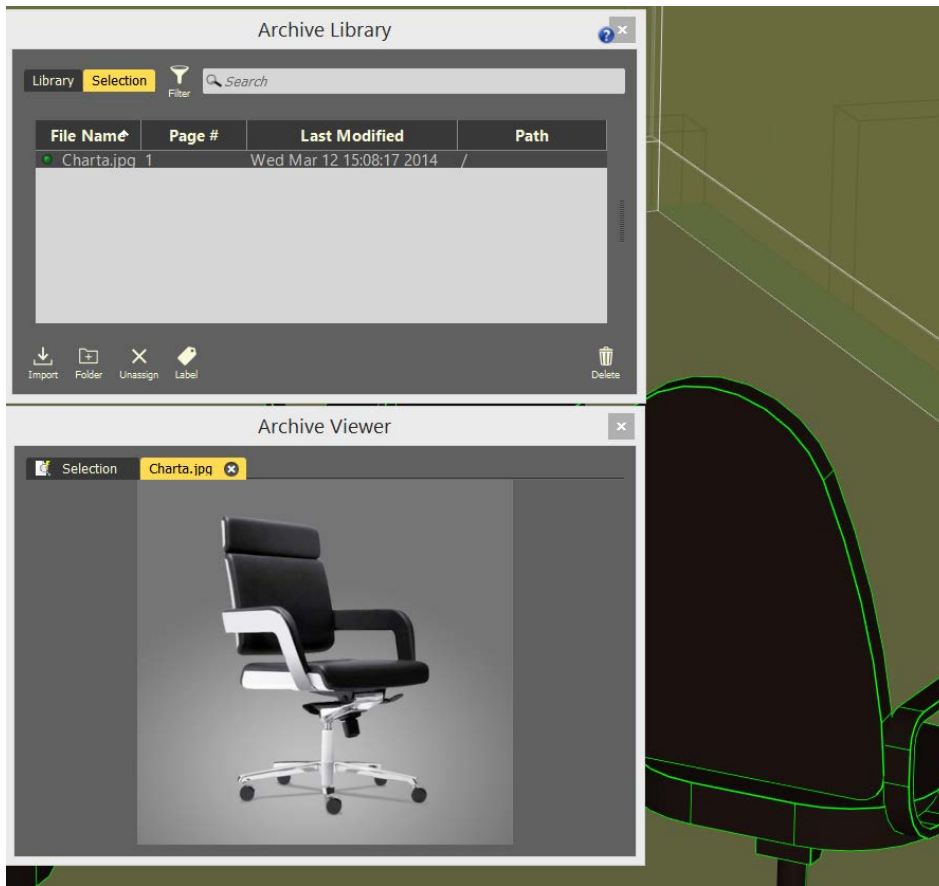 Archive Library
Library Selection Filter Search
File Name Page # Last Modified Path
Charta.jpg 1 Wed Mar 12 15:08:17 2014 /
Import Folder Unassign Label Delete
Archive Viewer
Selection Charta.jpg